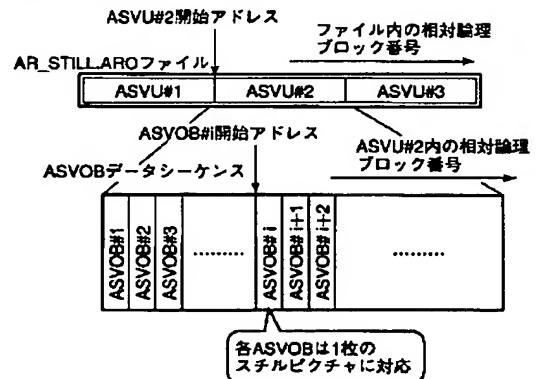 ASVU#2開始アドレス
ファイル内の相対論理
ブロック番号
AR_STILL.AROファイル
ASVU#1
ASVU#2
ASVU#3
ASVOB#i開始アドレス
ASVU#2内の相対論理
ブロック番号
ASVOBデータシーケンス
ASVOB#1
ASVOB#2
ASVOB#3
.........
ASVOB# i
ASVOB# i+1
ASVOB# i+2
.........
各ASVOBは1枚の
スチルピクチャに対応